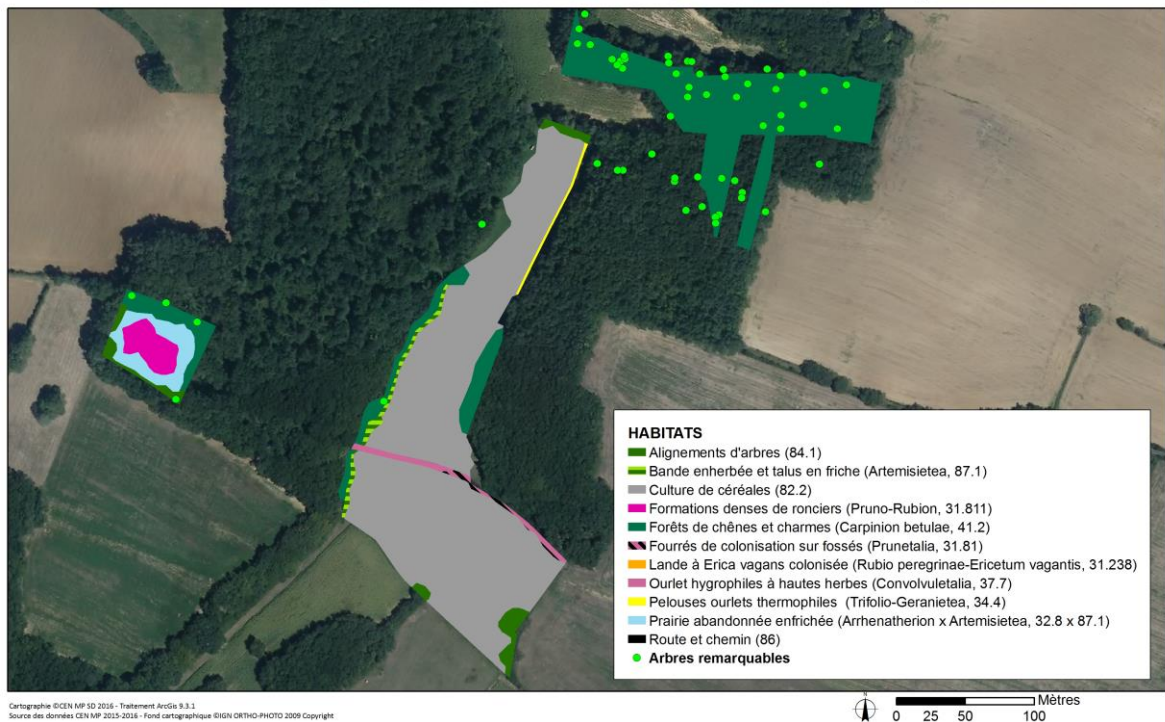 HABITATS
Alignements d'arbres (84.1)
Bande enherbée et talus en friche (Artemisietea, 87.1)
Culture de céréales (82.2)
Formations denses de ronciers (Pruno-Rubion, 31.811)
Forêts de chênes et charmes (Carpinion betulae, 41.2)
Fourrés de colonisation sur fossés (Prunetalia, 31.81)
Lande à Erica vagans colonisée (Rubio peregrinae-Ericetum vagantis, 31.238)
Ourlet hygrophiles à hautes herbes (Convolvuletalia, 37.7)
Pelouses ourlets thermophiles (Trifolio-Geranietea, 34.4)
Prairie abandonnée enfrichée (Arrhenatherion x Artemisietea, 32.8 x 87.1)
Route et chemin (86)
Arbres remarquables
Cartographie ©CEN MP SD 2016 - Traitement ArcGis 9.3.1
Source des données CEN MP 2015-2016 - Fond cartographique ©IGN ORTHO-PHOTO 2009 Copyright
Mètres
0 25 50 100